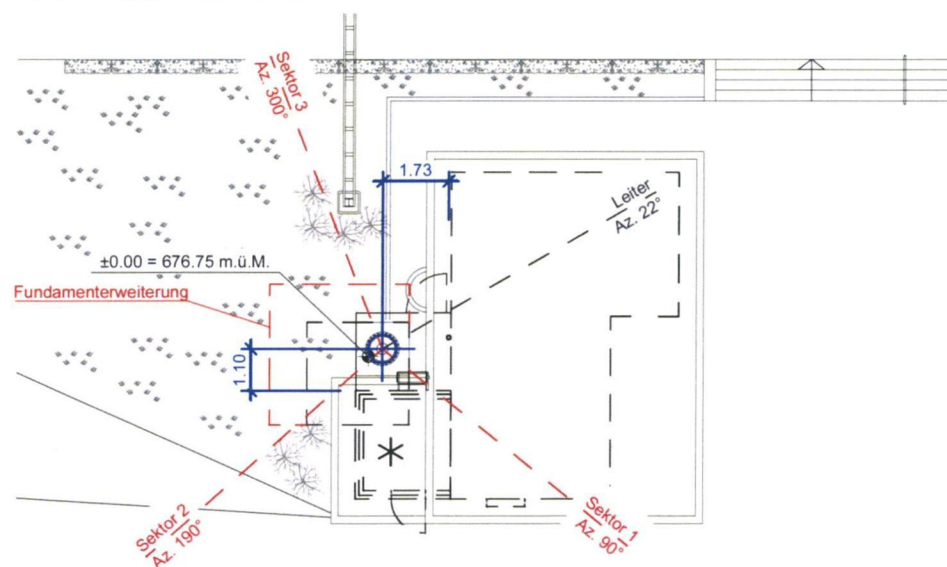 Sektor 3
Az. 300°
1.73
Leiter
Az. 22°
±0.00 = 676.75 m.ü.M.
Fundamenterweiterung
1.10
Sektor 2
Az. 190°
Sektor 1
Az. 90°